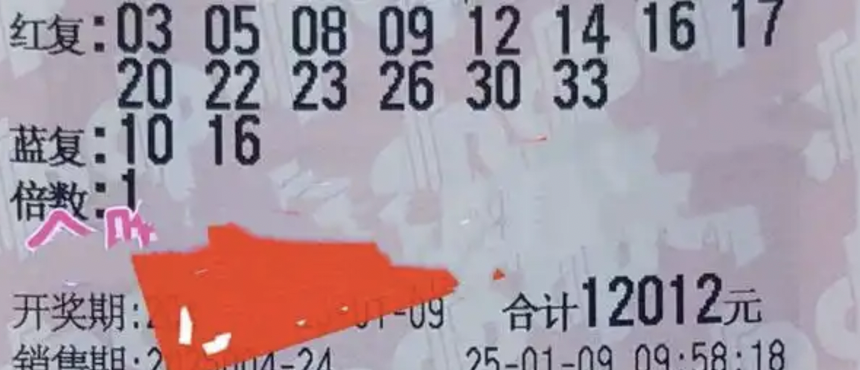 红复:03 05 08 09 12 14 16 17
20 22 23 26 30 33
蓝复:10 16
倍数:1
开奖期:2 -01-09 合计12012元
销售期:2 5004-24 25-01-09 09:58:18